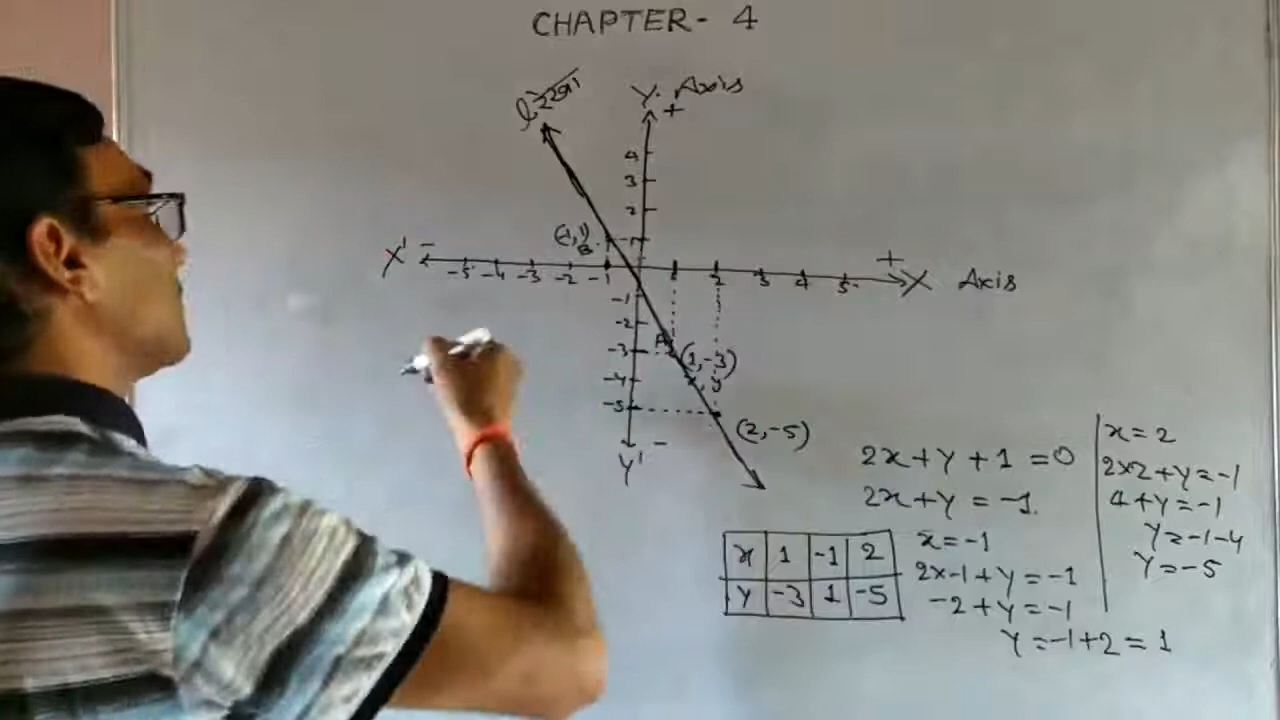 CHAPTER - 4
Y. Axis
+
4
3
2
1
(-1,1)
B
X' -
-5 -4 -3 -2 -1 1 2 3 4 5
+
X Axis
-1
-2
-3
-4
-5
A
(1,-3)
x, y
(2,-5)
-
Y'
2x+y+1=0
2x+y=-1.
x 1 -1 2
y -3 1 -5
x=-1
2x-1+y=-1
-2+y=-1
y=-1+2=1
x=2
2x2+y=-1
4+y=-1
y=-1-4
y=-5